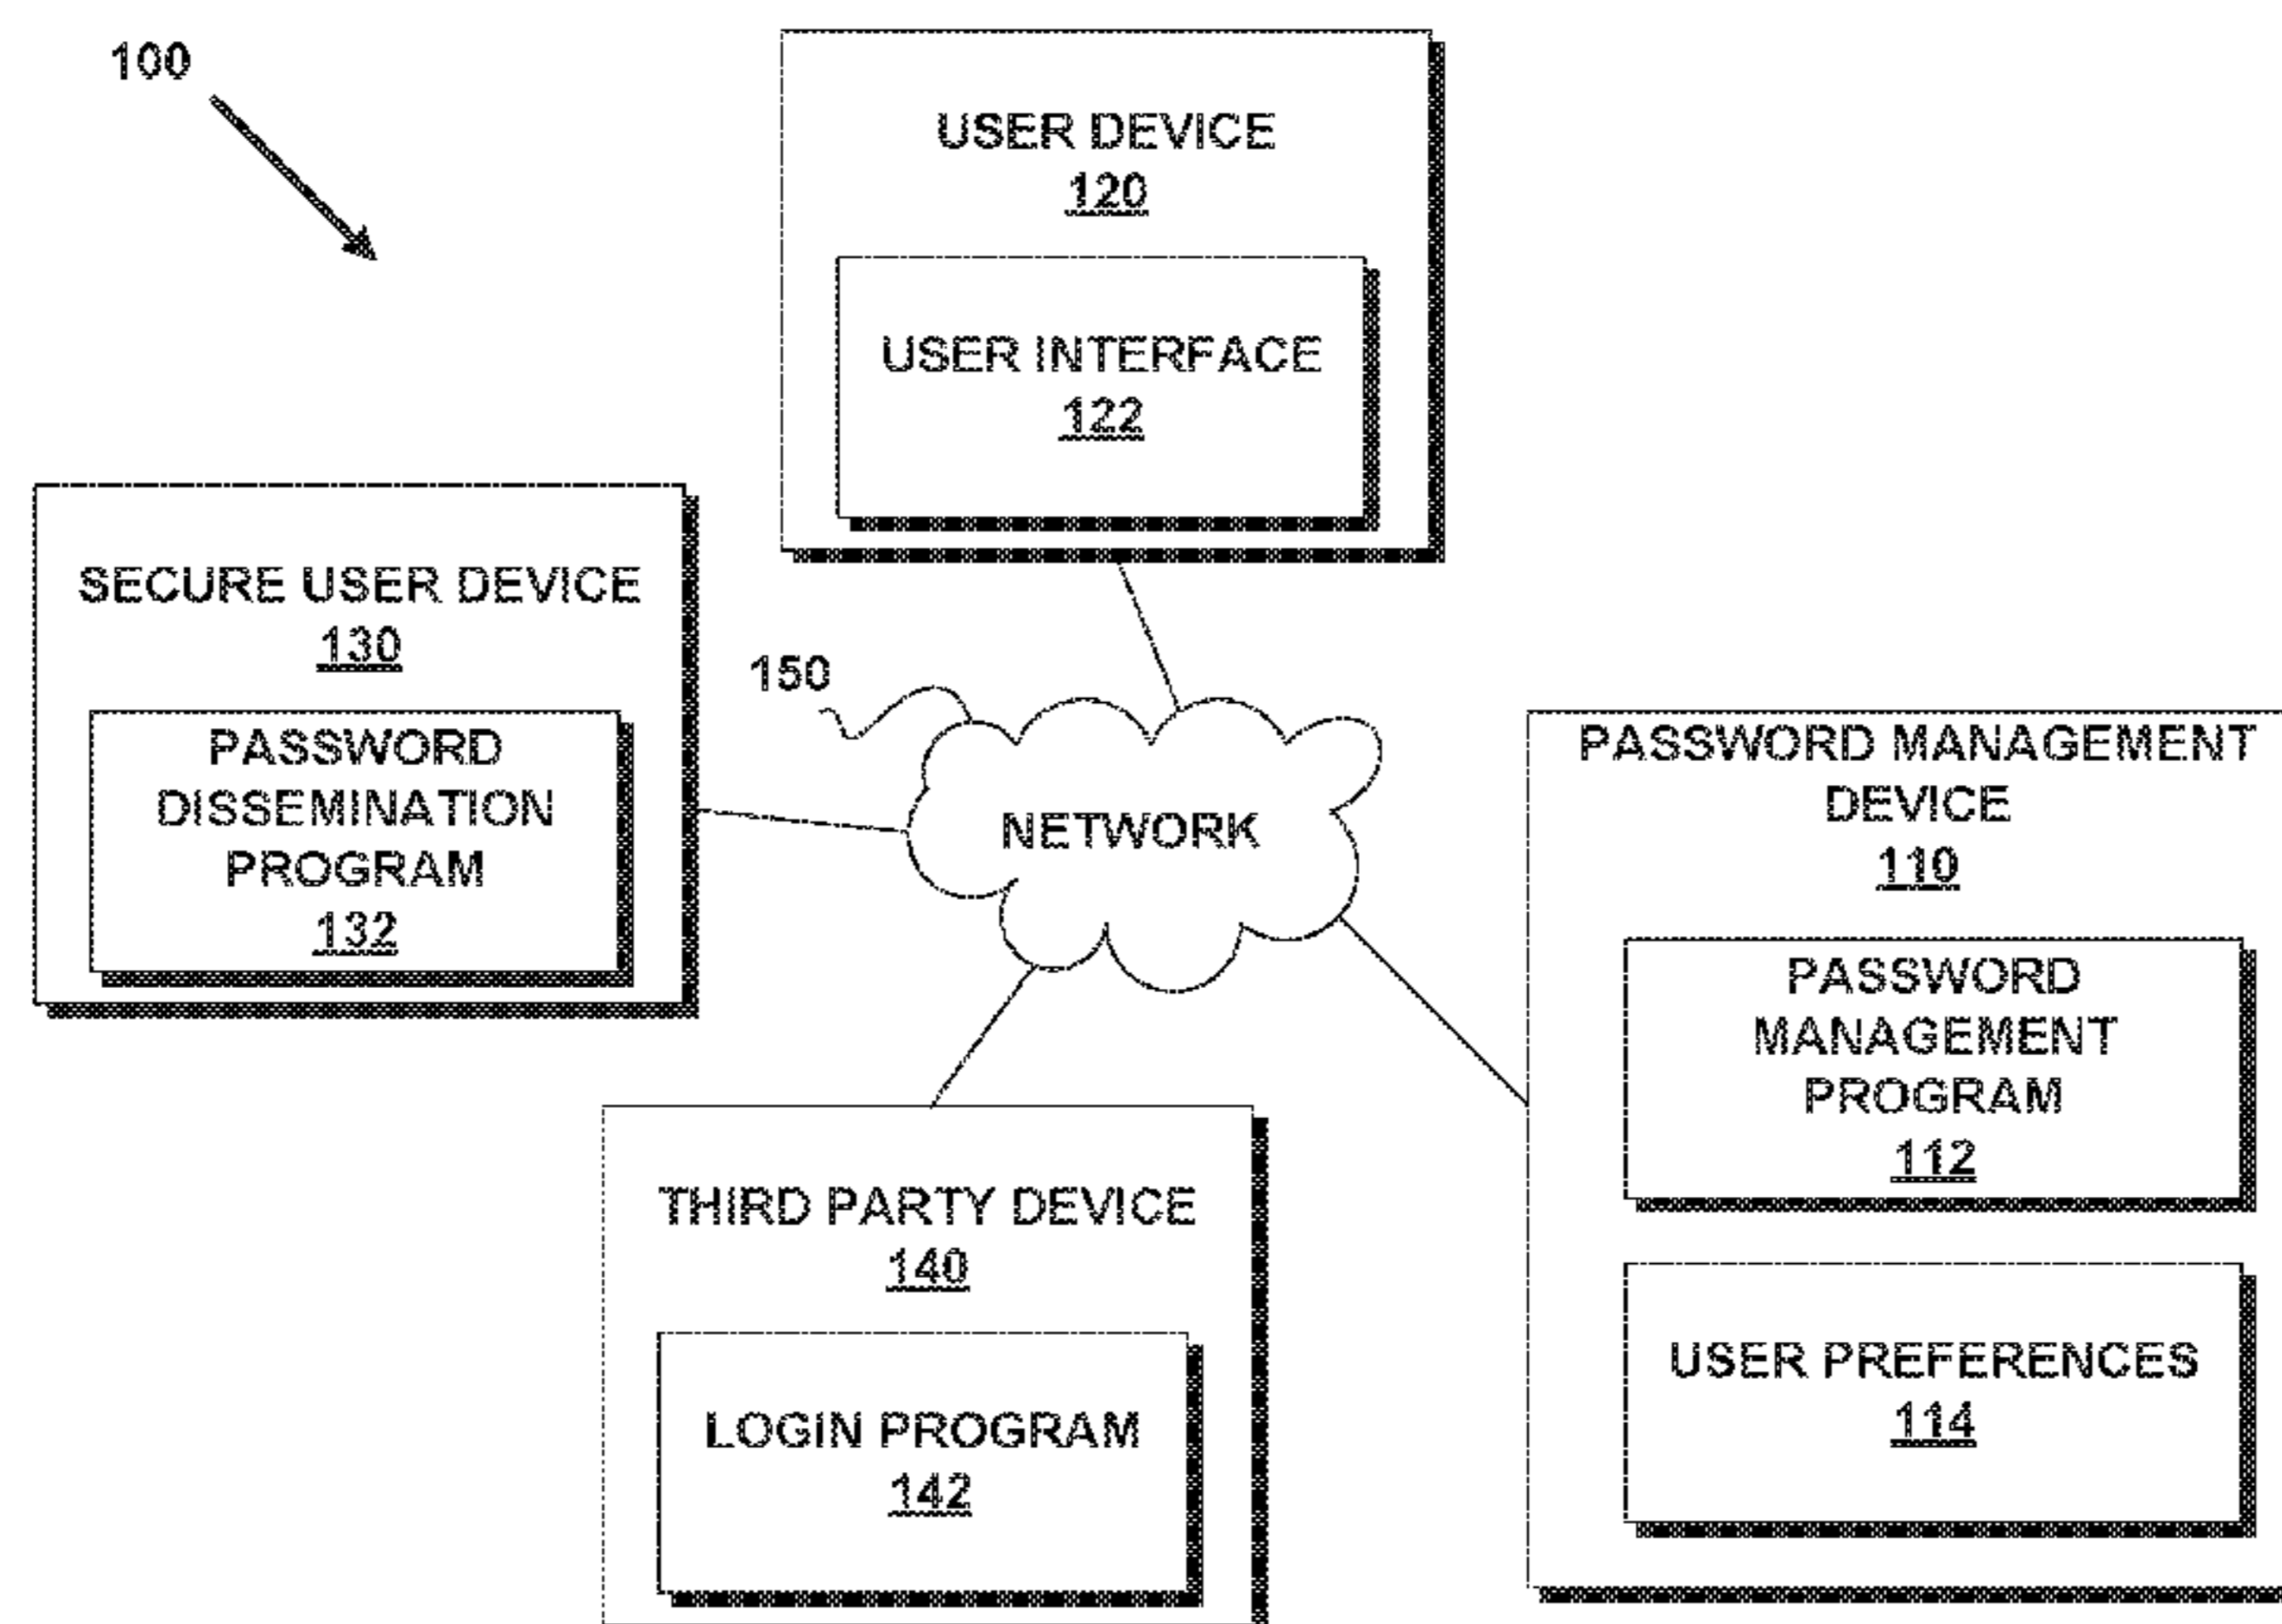 100
USER DEVICE
120
USER INTERFACE
122
SECURE USER DEVICE
130
PASSWORD
DISSEMINATION
PROGRAM
132
150
NETWORK
PASSWORD MANAGEMENT
DEVICE
110
PASSWORD
MANAGEMENT
PROGRAM
112
USER PREFERENCES
114
THIRD PARTY DEVICE
140
LOGIN PROGRAM
142